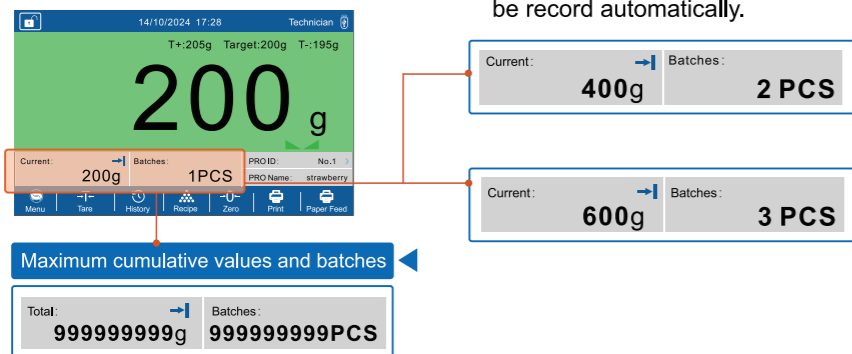 be record automatically.
14/10/2024 17:28 Technician
T+:205g Target:200g T-:195g
200 g
Current: Batches: PRO ID: No.1
200g 1PCS PRO Name: strawberry
Menu Tare History Recipe Zero Print Paper Feed
Current: Batches:
400g 2 PCS
Current: Batches:
600g 3 PCS
Maximum cumulative values and batches
Total: Batches:
999999999g 999999999PCS